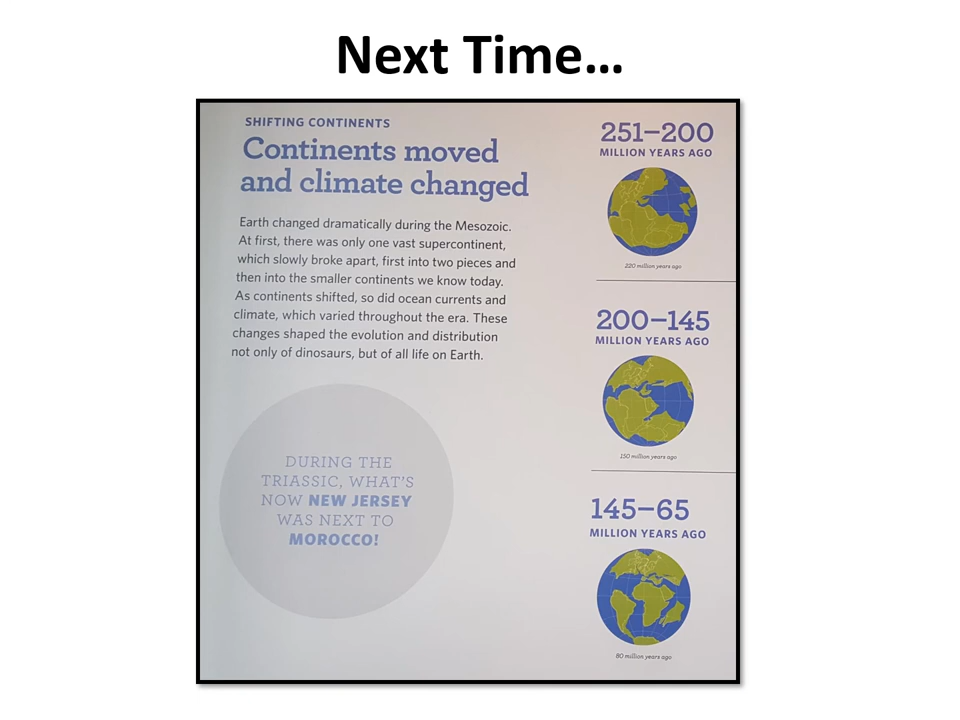 Next Time...
SHIFTING CONTINENTS
Continents moved
and climate changed
Earth changed dramatically during the Mesozoic.
At first, there was only one vast supercontinent,
which slowly broke apart, first into two pieces and
then into the smaller continents we know today.
As continents shifted, so did ocean currents and
climate, which varied throughout the era. These
changes shaped the evolution and distribution
not only of dinosaurs, but of all life on Earth.
DURING THE
TRIASSIC, WHAT'S
NOW NEW JERSEY
WAS NEXT TO
MOROCCO!
251–200
MILLION YEARS AGO
220 million years ago
200–145
MILLION YEARS AGO
150 million years ago
145–65
MILLION YEARS AGO
80 million years ago